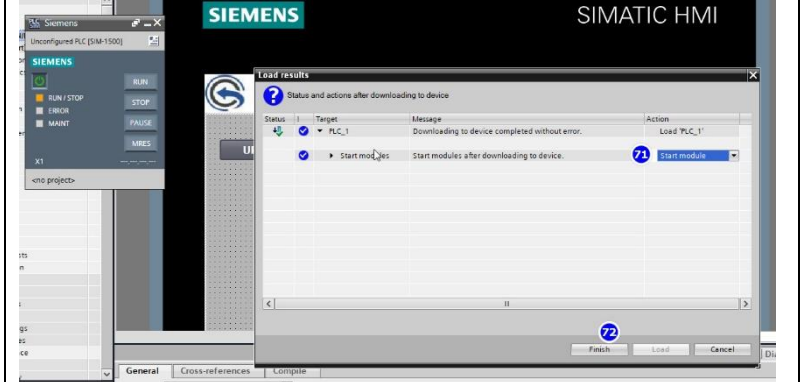 SIEMENS
SIMATIC HMI
Siemens
Unconfigured PLC [SIM-1500]
SIEMENS
RUN
RUN / STOP
STOP
ERROR
MAINT
PAUSE
MRES
X1
-.-.-.-
<no project>
UP
Load results
Status and actions after downloading to device
Status ! Target Message Action
PLC_1 Downloading to device completed without error. Load 'PLC_1'
Start modules Start modules after downloading to device. 71 Start module
72
Finish Load Cancel
General Cross-references Compile